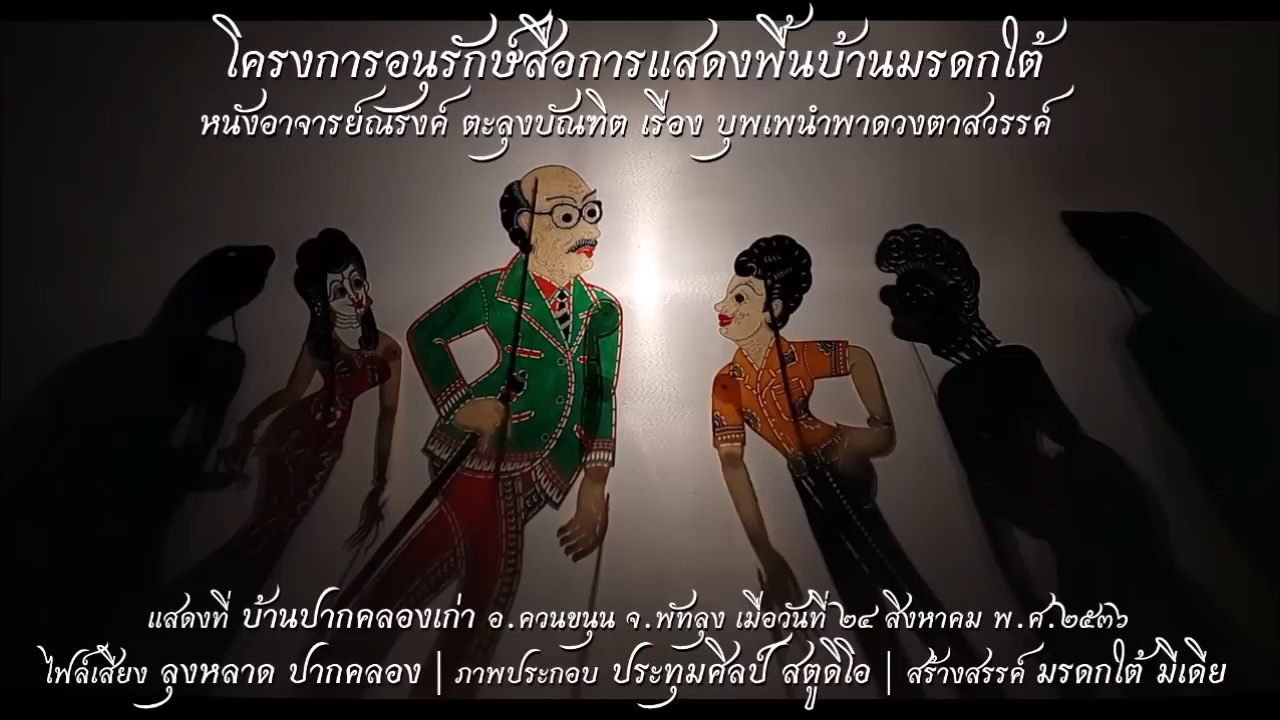 โครงการอนุรักษ์สื่อการแสดงพื้นบ้านมรดกใต้
หนังอาจารย์ณรงค์ ตะลุงบัณฑิต เรื่อง บุพเพนำพาดวงตาสวรรค์
แสดงที่ บ้านปากคลองเก่า อ.ควนขนุน จ.พัทลุง เมื่อวันที่ ๒๔ สิงหาคม พ.ศ.๒๕๓๖
ไฟล์เสียง ลุงหลาด ปากคลอง | ภาพประกอบ ประทุมศิลป์ สตูดิโอ | สร้างสรรค์ มรดกใต้ มีเดีย